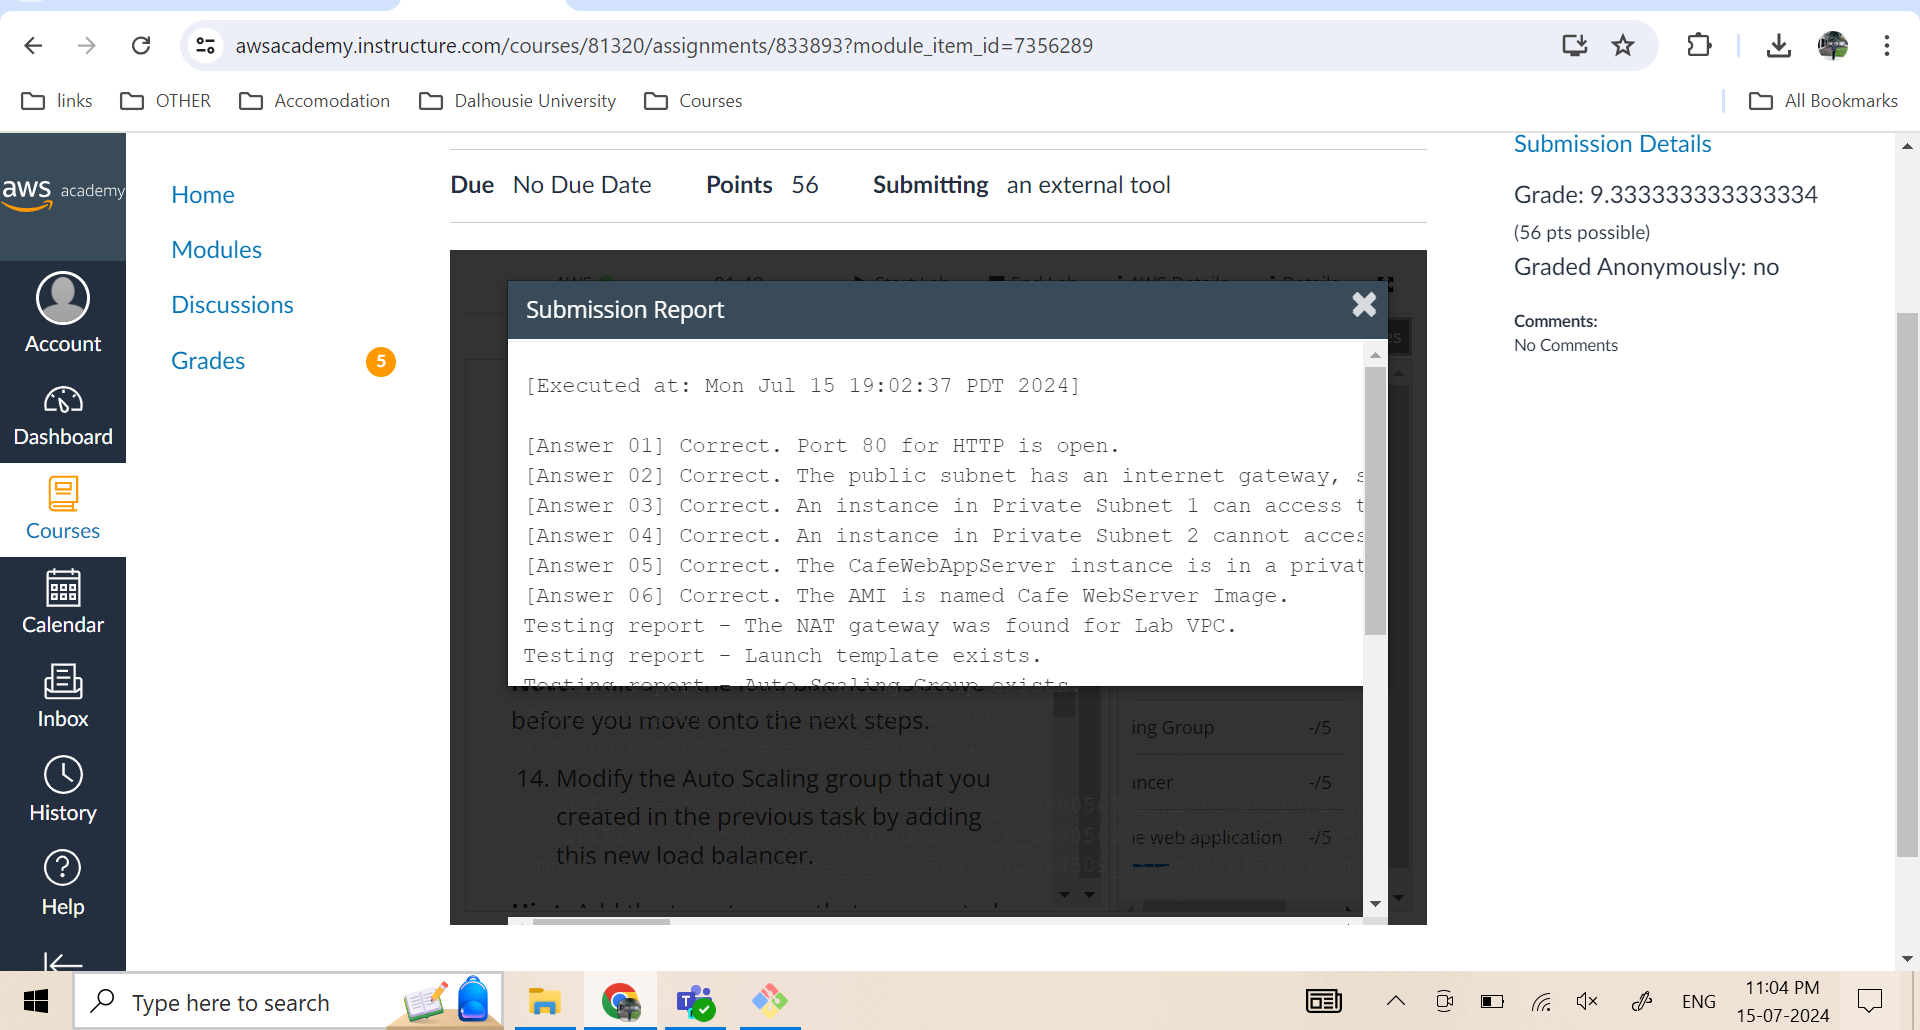 awsacademy.instructure.com/courses/81320/assignments/833893?module_item_id=7356289
links OTHER Accomodation Dalhousie University Courses All Bookmarks
aws academy
Account
Dashboard
Courses
Calendar
Inbox
History
Help
Home
Modules
Discussions
Grades 5
Due No Due Date Points 56 Submitting an external tool
Submission Details
Grade: 9.333333333333334
(56 pts possible)
Graded Anonymously: no
Comments:
No Comments
Submission Report
[Executed at: Mon Jul 15 19:02:37 PDT 2024]
[Answer 01] Correct. Port 80 for HTTP is open.
[Answer 02] Correct. The public subnet has an internet gateway, s
[Answer 03] Correct. An instance in Private Subnet 1 can access t
[Answer 04] Correct. An instance in Private Subnet 2 cannot acces
[Answer 05] Correct. The CafeWebAppServer instance is in a privat
[Answer 06] Correct. The AMI is named Cafe WebServer Image.
Testing report - The NAT gateway was found for Lab VPC.
Testing report - Launch template exists.
Testing report - Auto Scaling Group exists.
before you move onto the next steps.
Testing Report - Cafe is reachable.
14. Modify the Auto Scaling group that you
created in the previous task by adding
this new load balancer.
ing Group -/5
ncer -/5
e web application -/5
Type here to search
ENG
11:04 PM
15-07-2024